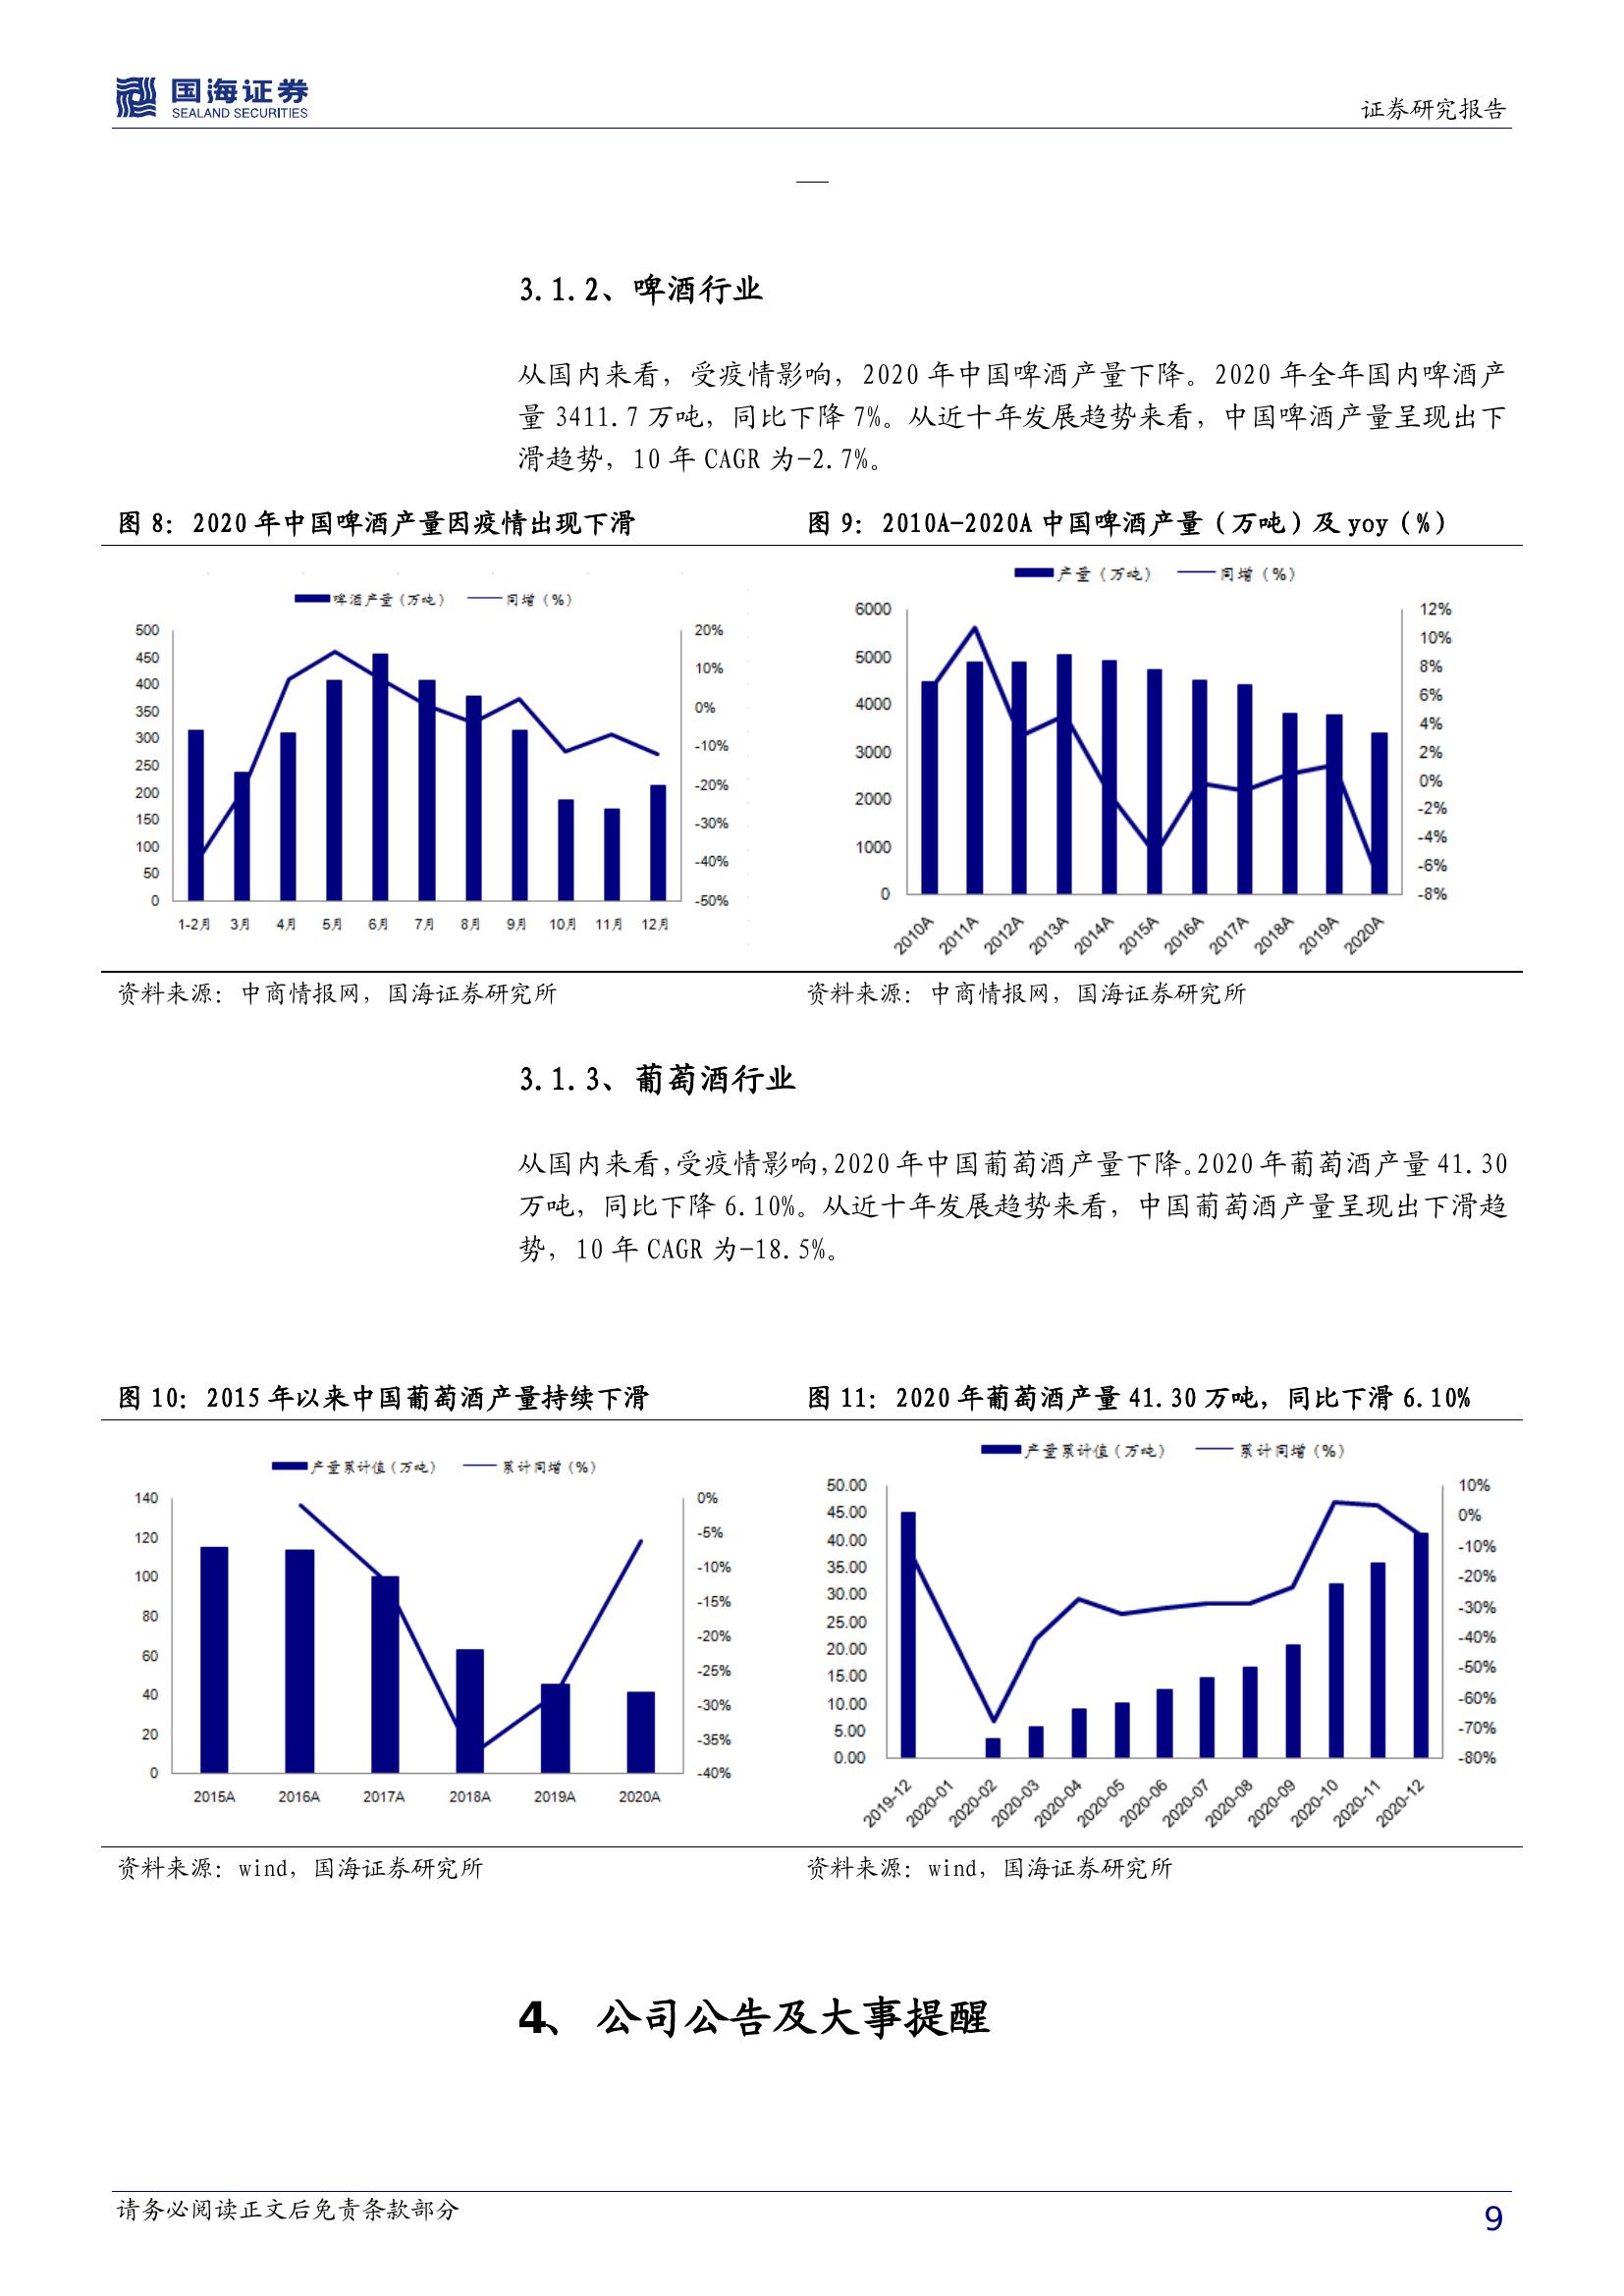 国海证券
SEALAND SECURITIES
证券研究报告
3.1.2、啤酒行业
从国内来看，受疫情影响，2020 年中国啤酒产量下降。2020 年全年国内啤酒产
量 3411.7 万吨，同比下降 7%。从近十年发展趋势来看，中国啤酒产量呈现出下
滑趋势，10 年 CAGR 为-2.7%。
图 8：2020 年中国啤酒产量因疫情出现下滑
啤酒产量（万吨） 同增（%）
500
450
400
350
300
250
200
150
100
50
0
20%
10%
0%
-10%
-20%
-30%
-40%
-50%
1-2月 3月 4月 5月 6月 7月 8月 9月 10月 11月 12月
资料来源：中商情报网，国海证券研究所
图 9：2010A-2020A 中国啤酒产量（万吨）及 yoy（%）
产量（万吨） 同增（%）
6000
5000
4000
3000
2000
1000
0
12%
10%
8%
6%
4%
2%
0%
-2%
-4%
-6%
-8%
2010A 2011A 2012A 2013A 2014A 2015A 2016A 2017A 2018A 2019A 2020A
资料来源：中商情报网，国海证券研究所
3.1.3、葡萄酒行业
从国内来看，受疫情影响，2020 年中国葡萄酒产量下降。2020 年葡萄酒产量 41.30
万吨，同比下降 6.10%。从近十年发展趋势来看，中国葡萄酒产量呈现出下滑趋
势，10 年 CAGR 为-18.5%。
图 10：2015 年以来中国葡萄酒产量持续下滑
产量累计值（万吨） 累计同增（%）
140
120
100
80
60
40
20
0
0%
-5%
-10%
-15%
-20%
-25%
-30%
-35%
-40%
2015A 2016A 2017A 2018A 2019A 2020A
资料来源：wind，国海证券研究所
图 11：2020 年葡萄酒产量 41.30 万吨，同比下滑 6.10%
产量累计值（万吨） 累计同增（%）
50.00
45.00
40.00
35.00
30.00
25.00
20.00
15.00
10.00
5.00
0.00
10%
0%
-10%
-20%
-30%
-40%
-50%
-60%
-70%
-80%
2019-12 2020-01 2020-02 2020-03 2020-04 2020-05 2020-06 2020-07 2020-08 2020-09 2020-10 2020-11 2020-12
资料来源：wind，国海证券研究所
4、 公司公告及大事提醒
请务必阅读正文后免责条款部分
9